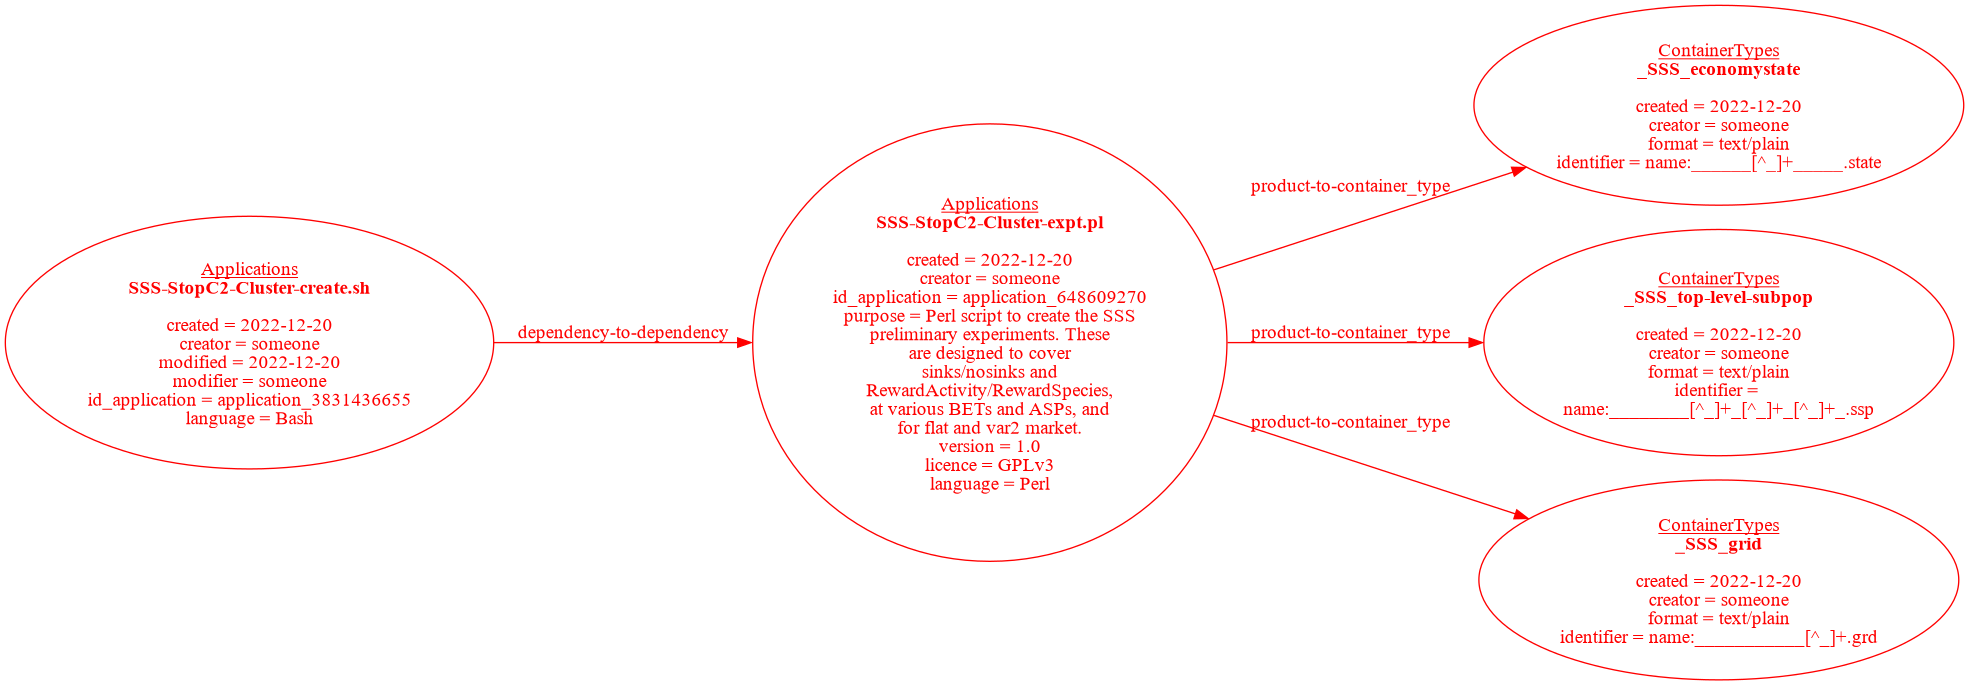 Applications
SSS-StopC2-Cluster-create.sh
created = 2022-12-20
creator = someone
modified = 2022-12-20
modifier = someone
id_application = application_3831436655
language = Bash
dependency-to-dependency
Applications
SSS-StopC2-Cluster-expt.pl
created = 2022-12-20
creator = someone
id_application = application_648609270
purpose = Perl script to create the SSS
preliminary experiments. These
are designed to cover
sinks/nosinks and
RewardActivity/RewardSpecies,
at various BETs and ASPs, and
for flat and var2 market.
version = 1.0
licence = GPLv3
language = Perl
product-to-container_type
product-to-container_type
product-to-container_type
ContainerTypes
_SSS_economystate
created = 2022-12-20
creator = someone
format = text/plain
identifier = name:______[^_]+_____.state
ContainerTypes
_SSS_top-level-subpop
created = 2022-12-20
creator = someone
format = text/plain
identifier =
name:________[^_]+_[^_]+_[^_]+_.ssp
ContainerTypes
_SSS_grid
created = 2022-12-20
creator = someone
format = text/plain
identifier = name:___________[^_]+.grd